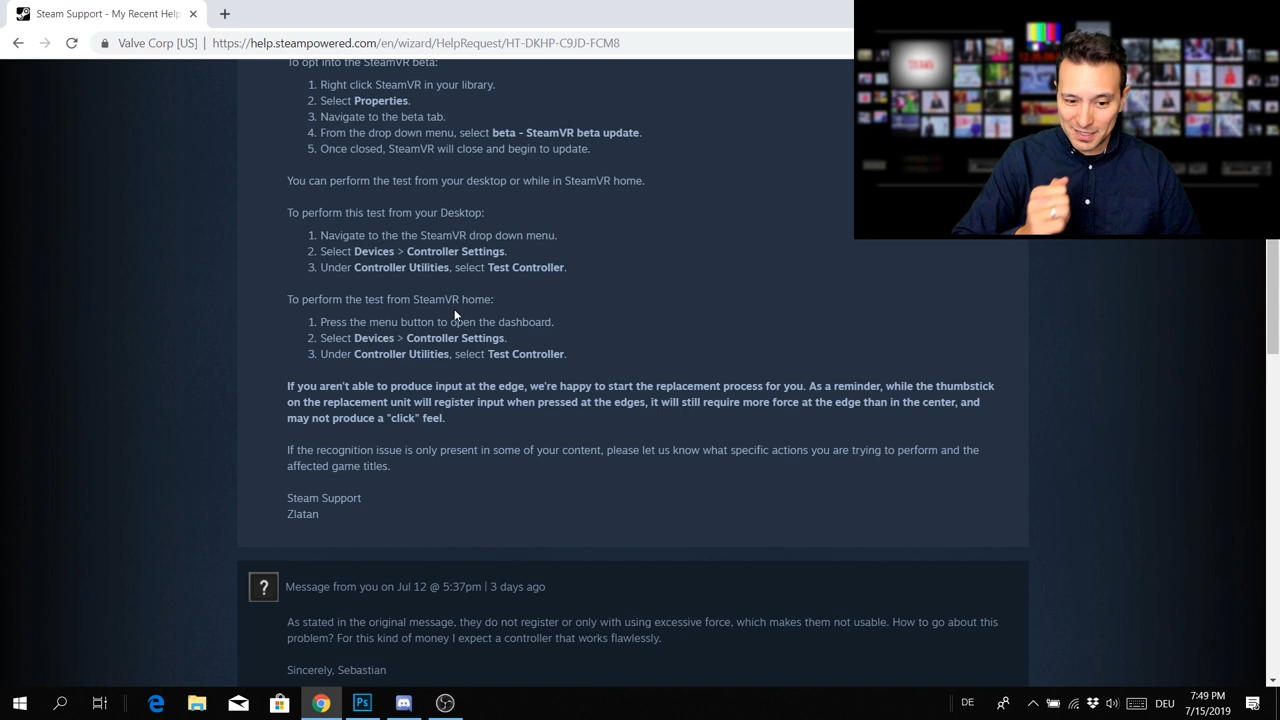 Steam Support - My Recent Help
Valve Corp [US] | https://help.steampowered.com/en/wizard/HelpRequest/HT-DKHP-C9JD-FCM8
To opt into the SteamVR beta:
1. Right click SteamVR in your library.
2. Select Properties.
3. Navigate to the beta tab.
4. From the drop down menu, select beta - SteamVR beta update.
5. Once closed, SteamVR will close and begin to update.
You can perform the test from your desktop or while in SteamVR home.
To perform this test from your Desktop:
1. Navigate to the the SteamVR drop down menu.
2. Select Devices > Controller Settings.
3. Under Controller Utilities, select Test Controller.
To perform the test from SteamVR home:
1. Press the menu button to open the dashboard.
2. Select Devices > Controller Settings.
3. Under Controller Utilities, select Test Controller.
If you aren't able to produce input at the edge, we're happy to start the replacement process for you. As a reminder, while the thumbstick
on the replacement unit will register input when pressed at the edges, it will still require more force at the edge than in the center, and
may not produce a "click" feel.
If the recognition issue is only present in some of your content, please let us know what specific actions you are trying to perform and the
affected game titles.
Steam Support
Zlatan
? Message from you on Jul 12 @ 5:37pm | 3 days ago
As stated in the original message, they do not register or only with using excessive force, which makes them not usable. How to go about this
problem? For this kind of money I expect a controller that works flawlessly.
Sincerely, Sebastian
Ps
DE
DEU
7:49 PM
7/15/2019